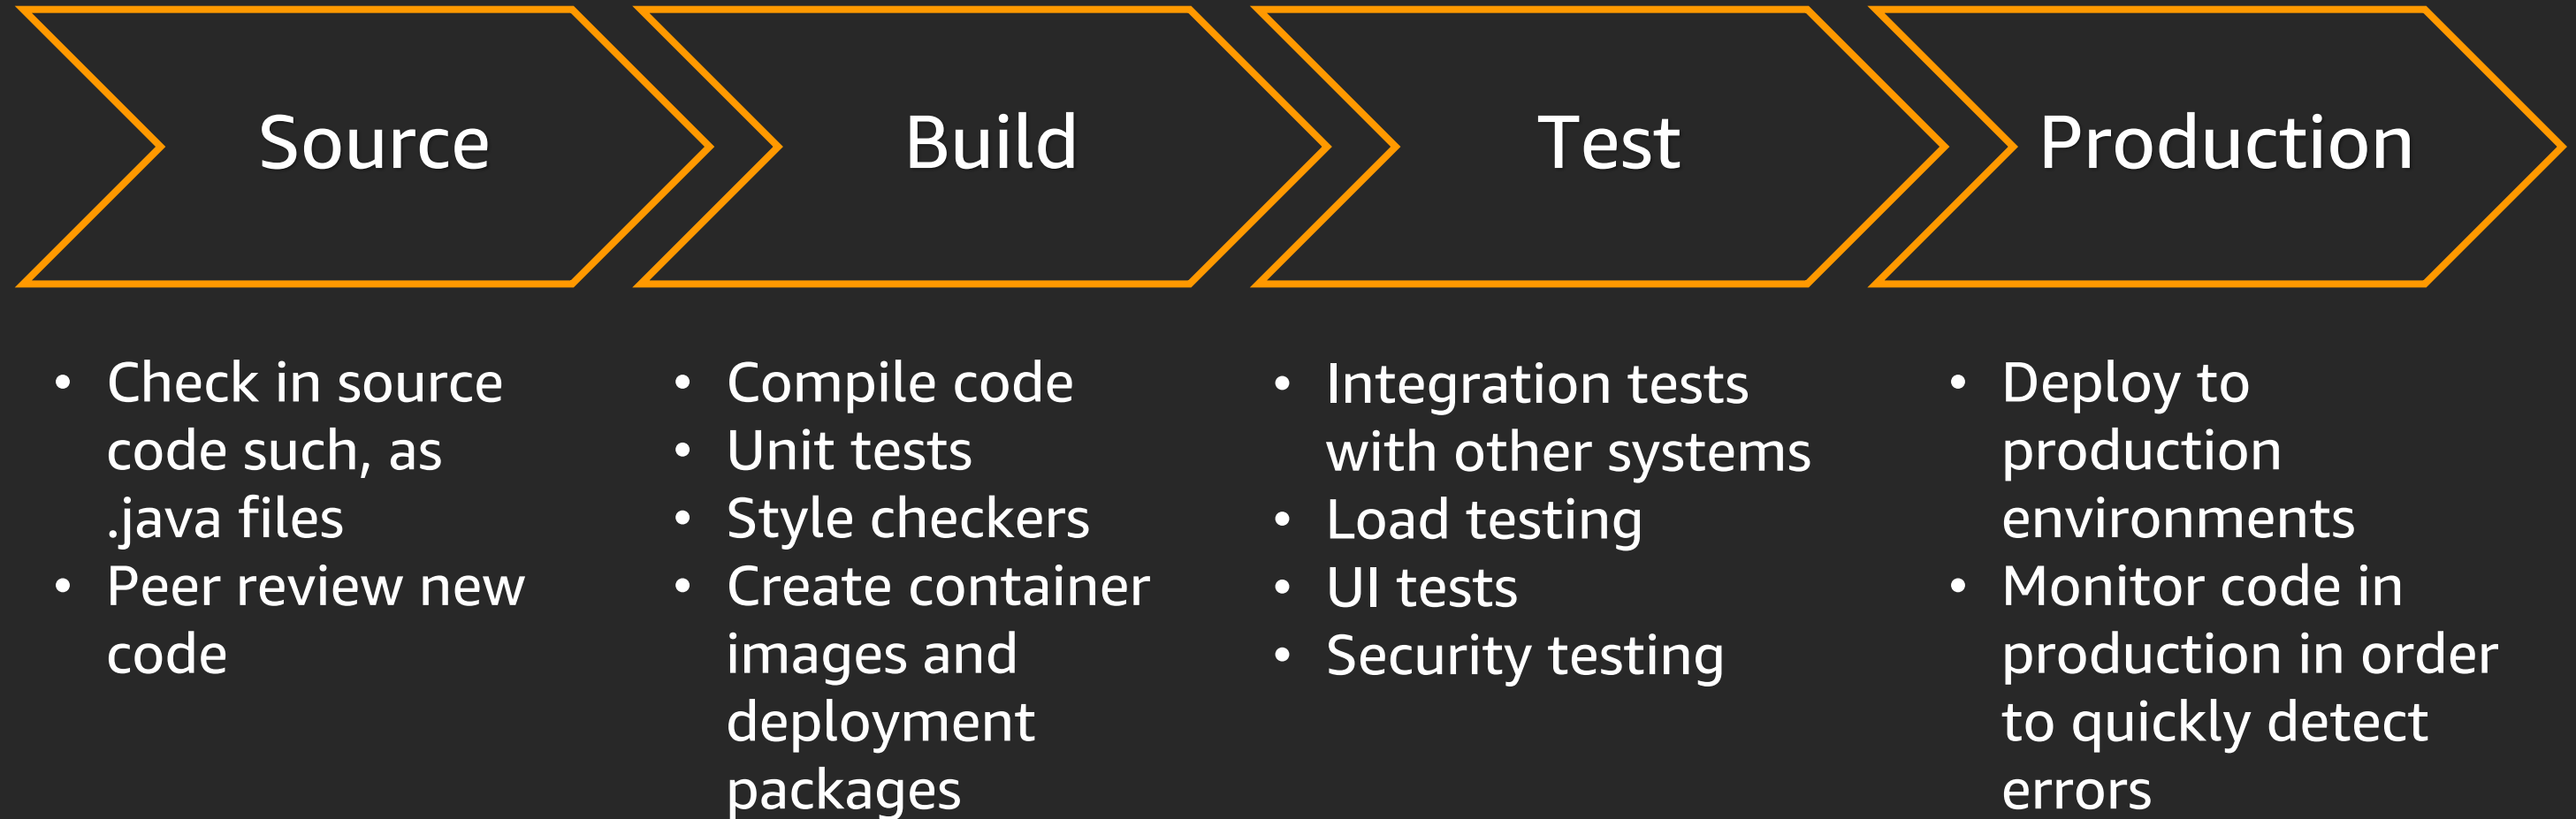 Source
Build
Test
Production
• Check in source
code such, as
.java files
• Peer review new
code
• Compile code
• Unit tests
• Style checkers
• Create container
images and
deployment
packages
• Integration tests
with other systems
• Load testing
• UI tests
• Security testing
• Deploy to
production
environments
• Monitor code in
production in order
to quickly detect
errors